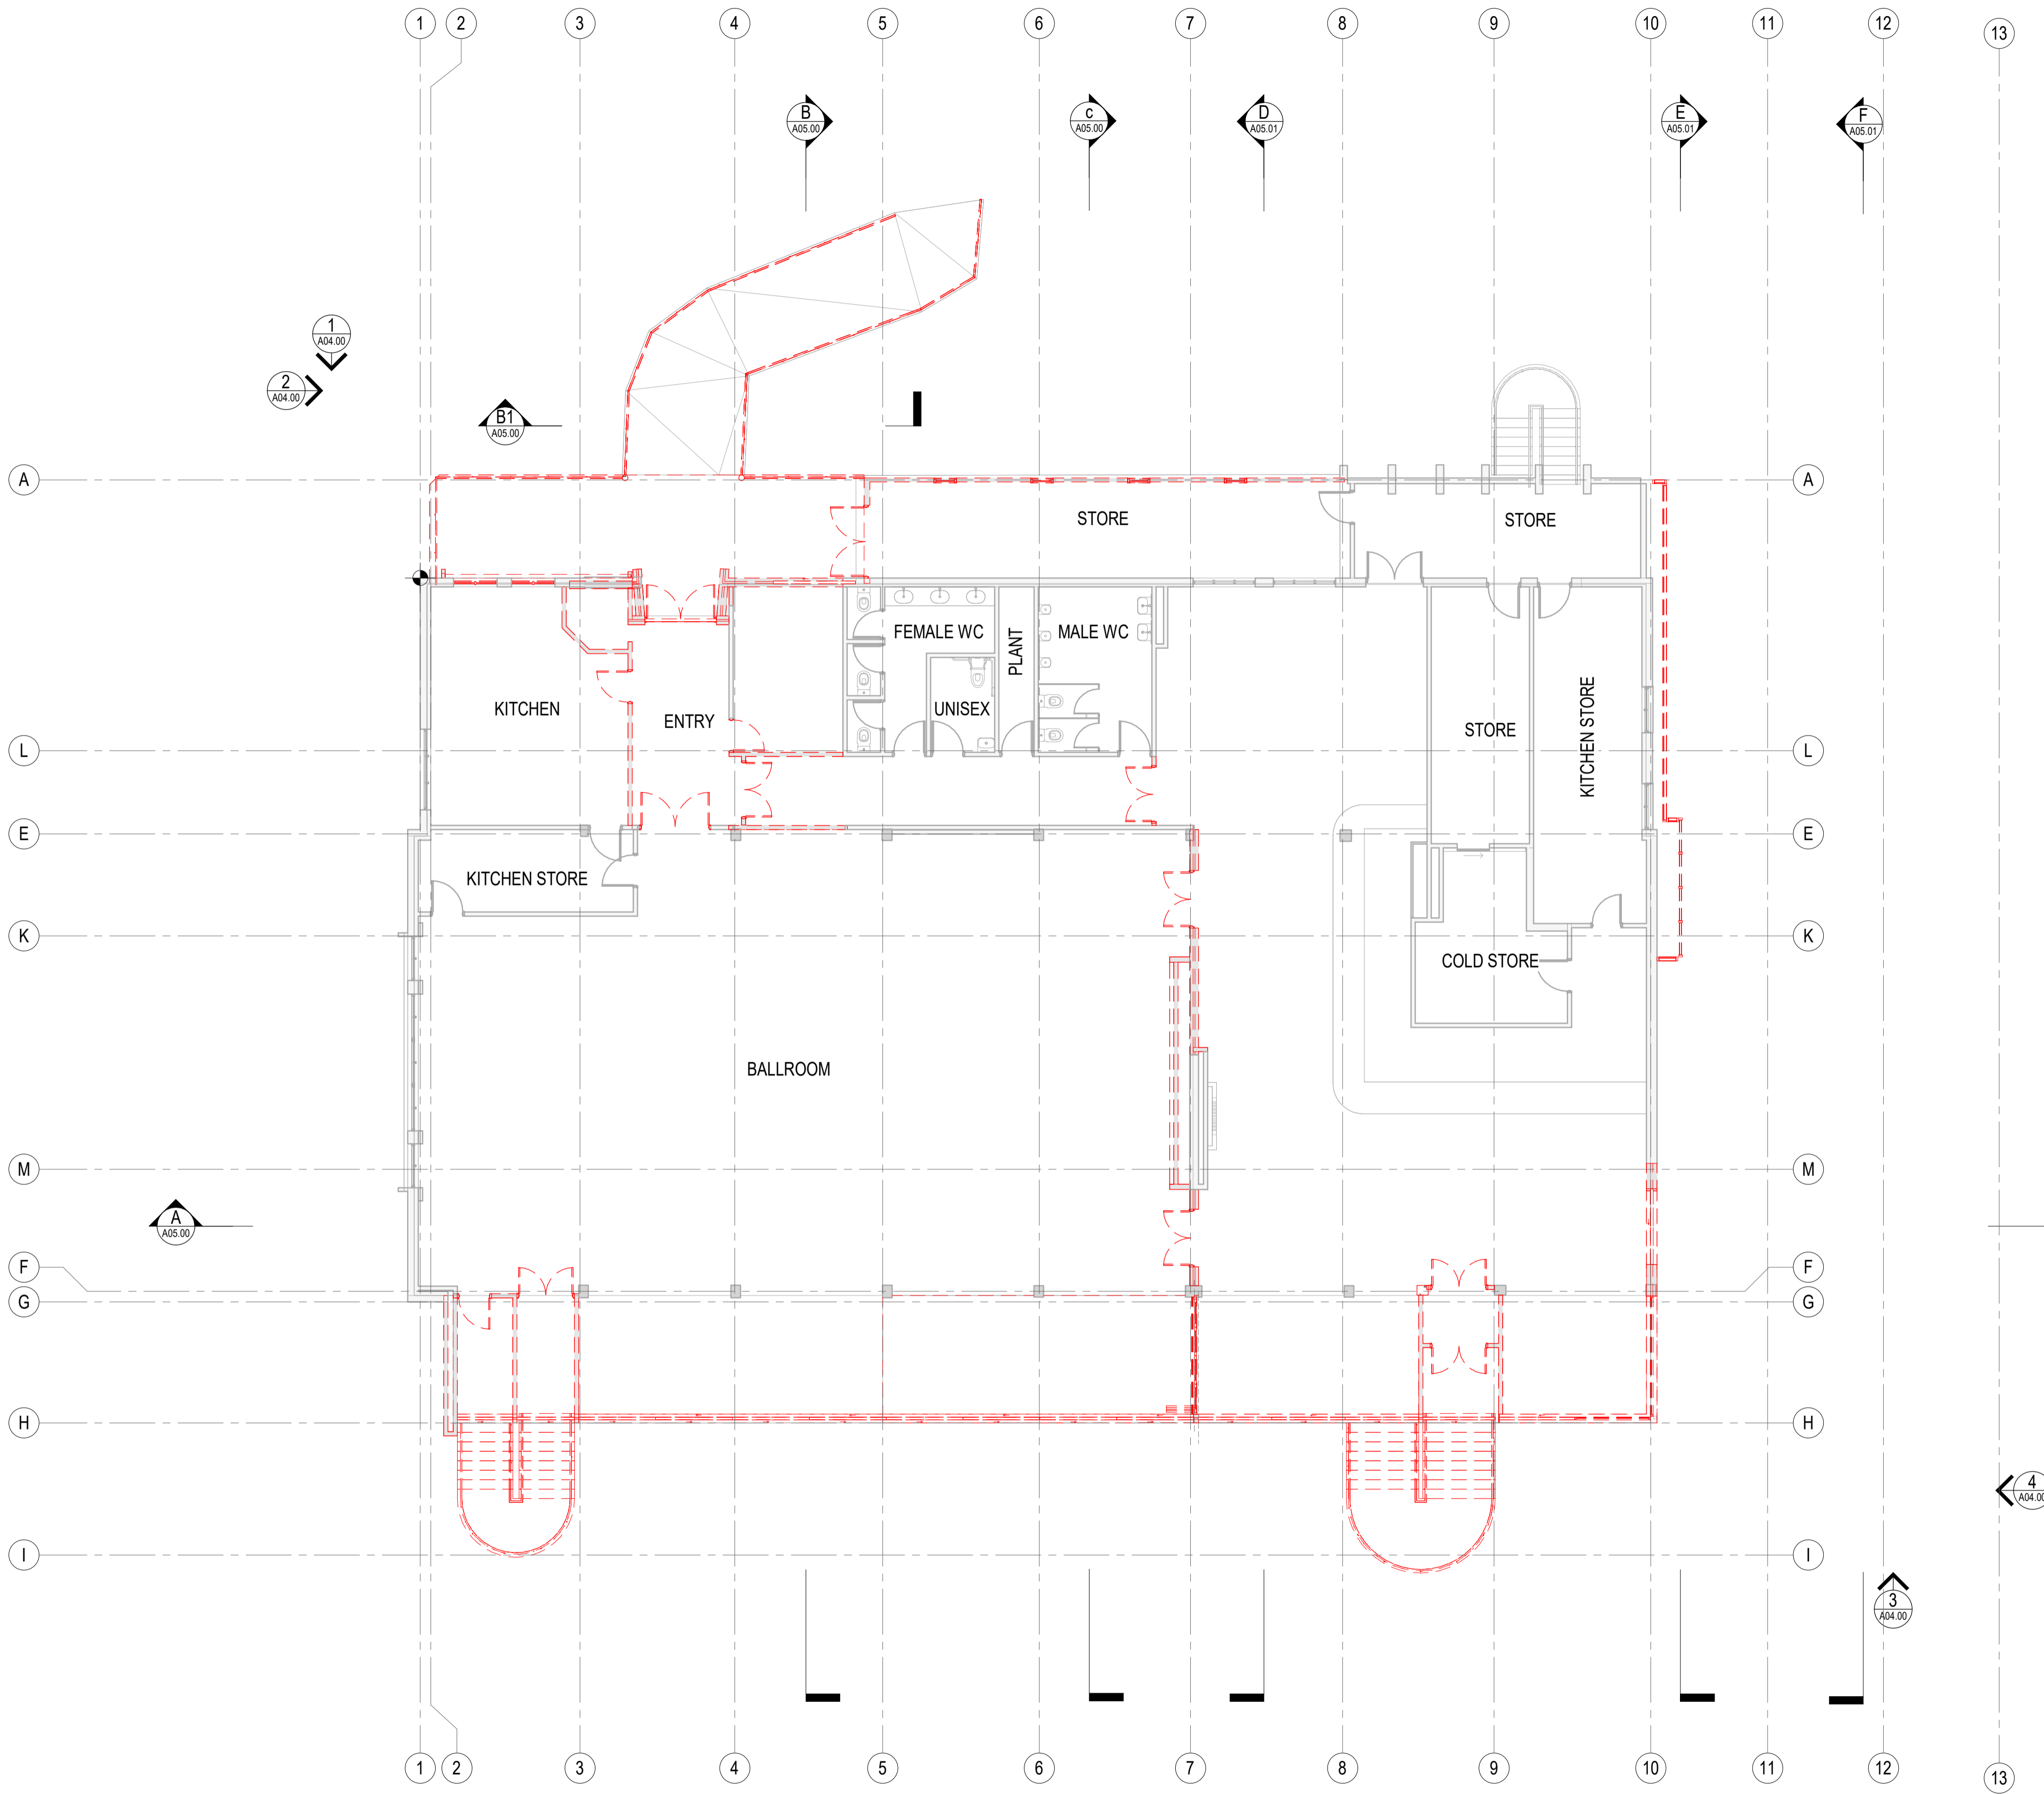 1 2 3 4 5 6 7 8 9 10 11 12 13
B
A05.00
c
A05.00
D
A05.01
E
A05.01
F
A05.01
1
A04.00
2
A04.00
B1
A05.00
A A
STORE
STORE
FEMALE WC
PLANT
MALE WC
KITCHEN
ENTRY
UNISEX
STORE
KITCHEN STORE
L L
E E
KITCHEN STORE
K K
COLD STORE
BALLROOM
M M
A
A05.00
F F
G G
H H
4
A04.00
I I
3
A04.00
1 2 3 4 5 6 7 8 9 10 11 12 13